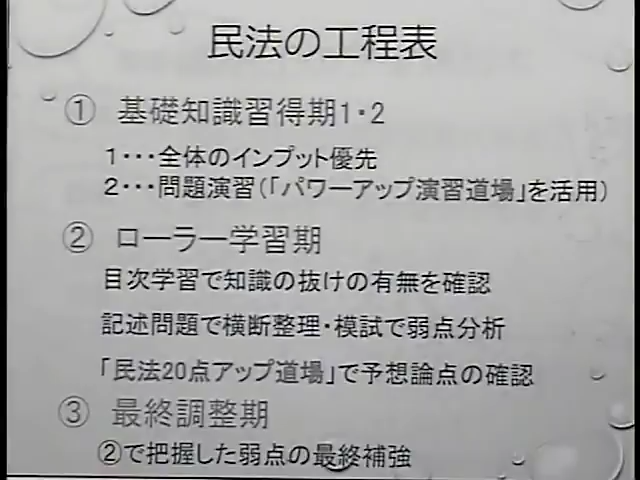 民法の工程表
① 基礎知識習得期1・2
1・・・全体のインプット優先
2・・・問題演習(「パワーアップ演習道場」を活用)
② ローラー学習期
目次学習で知識の抜けの有無を確認
記述問題で横断整理・模試で弱点分析
「民法20点アップ道場」で予想論点の確認
③ 最終調整期
②で把握した弱点の最終補強